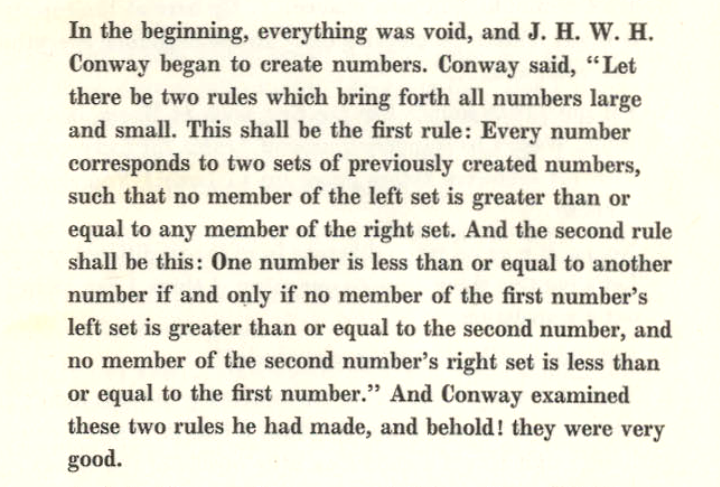 In the beginning, everything was void, and J. H. W. H.
Conway began to create numbers. Conway said, “Let
there be two rules which bring forth all numbers large
and small. This shall be the first rule: Every number
corresponds to two sets of previously created numbers,
such that no member of the left set is greater than or
equal to any member of the right set. And the second rule
shall be this: One number is less than or equal to another
number if and only if no member of the first number’s
left set is greater than or equal to the second number, and
no member of the second number’s right set is less than
or equal to the first number.” And Conway examined
these two rules he had made, and behold! they were very
good.